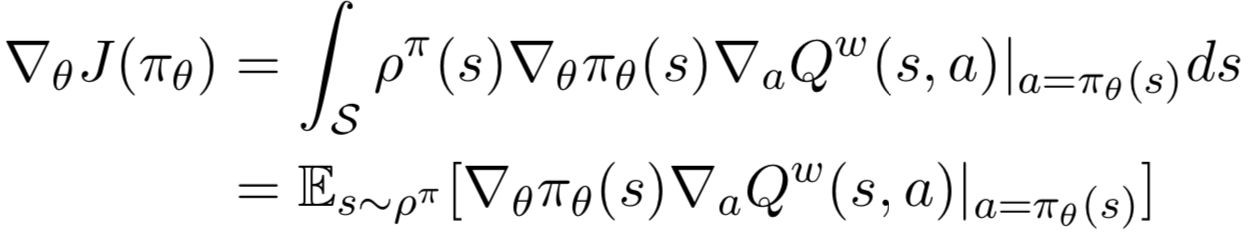 ∇_θ J(π_θ) = ∫_𝒮 ρ^π(s) ∇_θ π_θ(s) ∇_a Q^w(s, a)|_{a=π_θ(s)} ds
= 𝔼_{s∼ρ^π} [∇_θ π_θ(s) ∇_a Q^w(s, a)|_{a=π_θ(s)}]